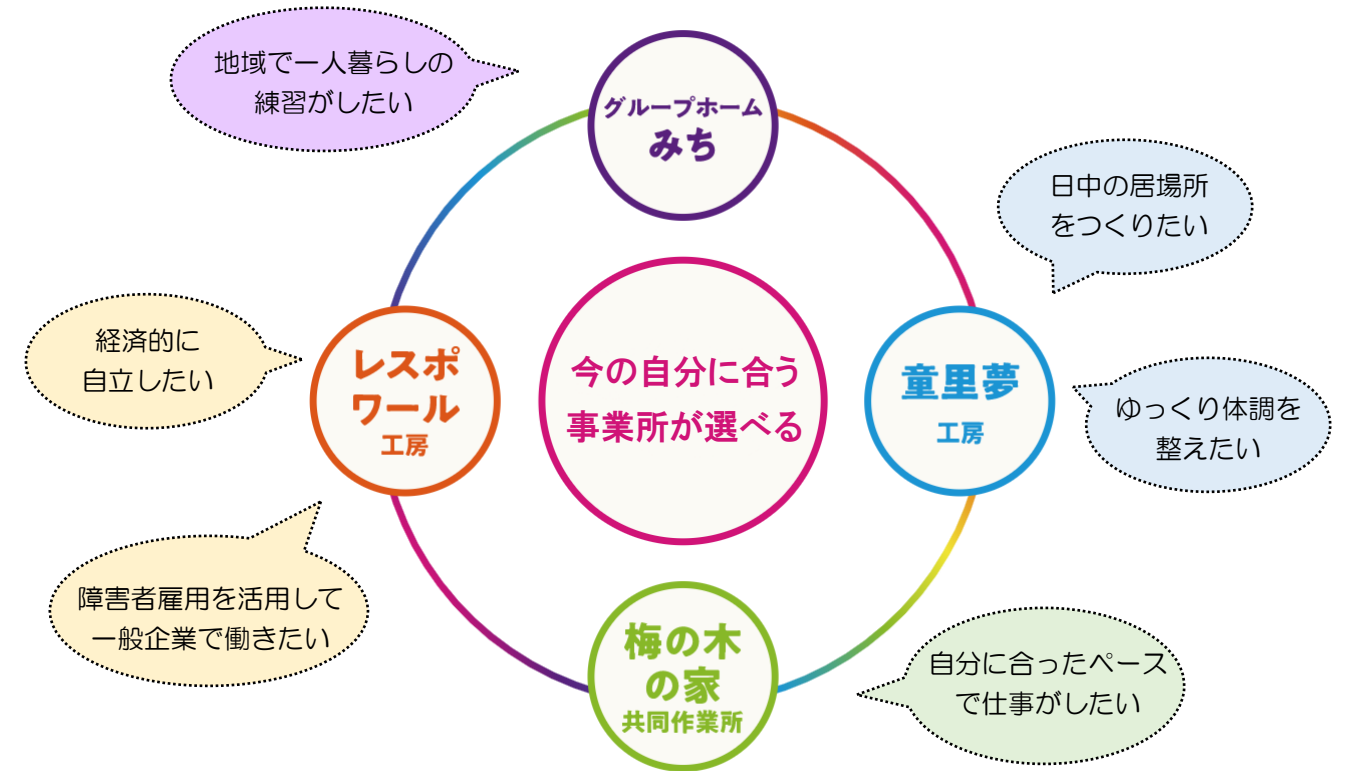 地域で一人暮らしの
練習がしたい
グループホーム
みち
日中の居場所
をつくりたい
経済的に
自立したい
レスポ
ワール
工房
今の自分に合う
事業所が選べる
童里夢
工房
ゆっくり体調を
整えたい
障害者雇用を活用して
一般企業で働きたい
梅の木
の家
共同作業所
自分に合ったペース
で仕事がしたい